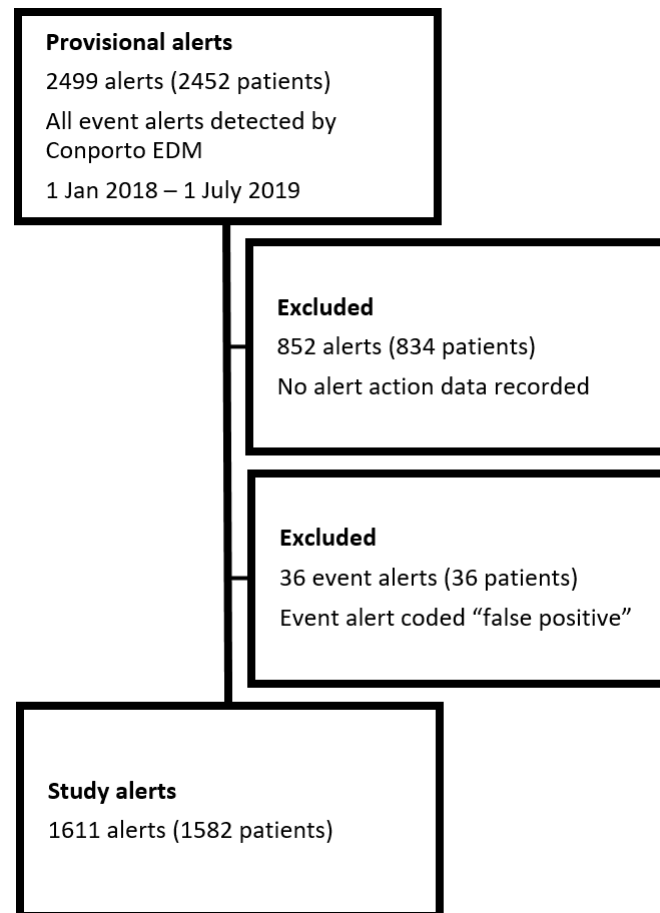 Provisional alerts
2499 alerts (2452 patients)
All event alerts detected by
Conporto EDM
1 Jan 2018 – 1 July 2019
Excluded
852 alerts (834 patients)
No alert action data recorded
Excluded
36 event alerts (36 patients)
Event alert coded “false positive”
Study alerts
1611 alerts (1582 patients)